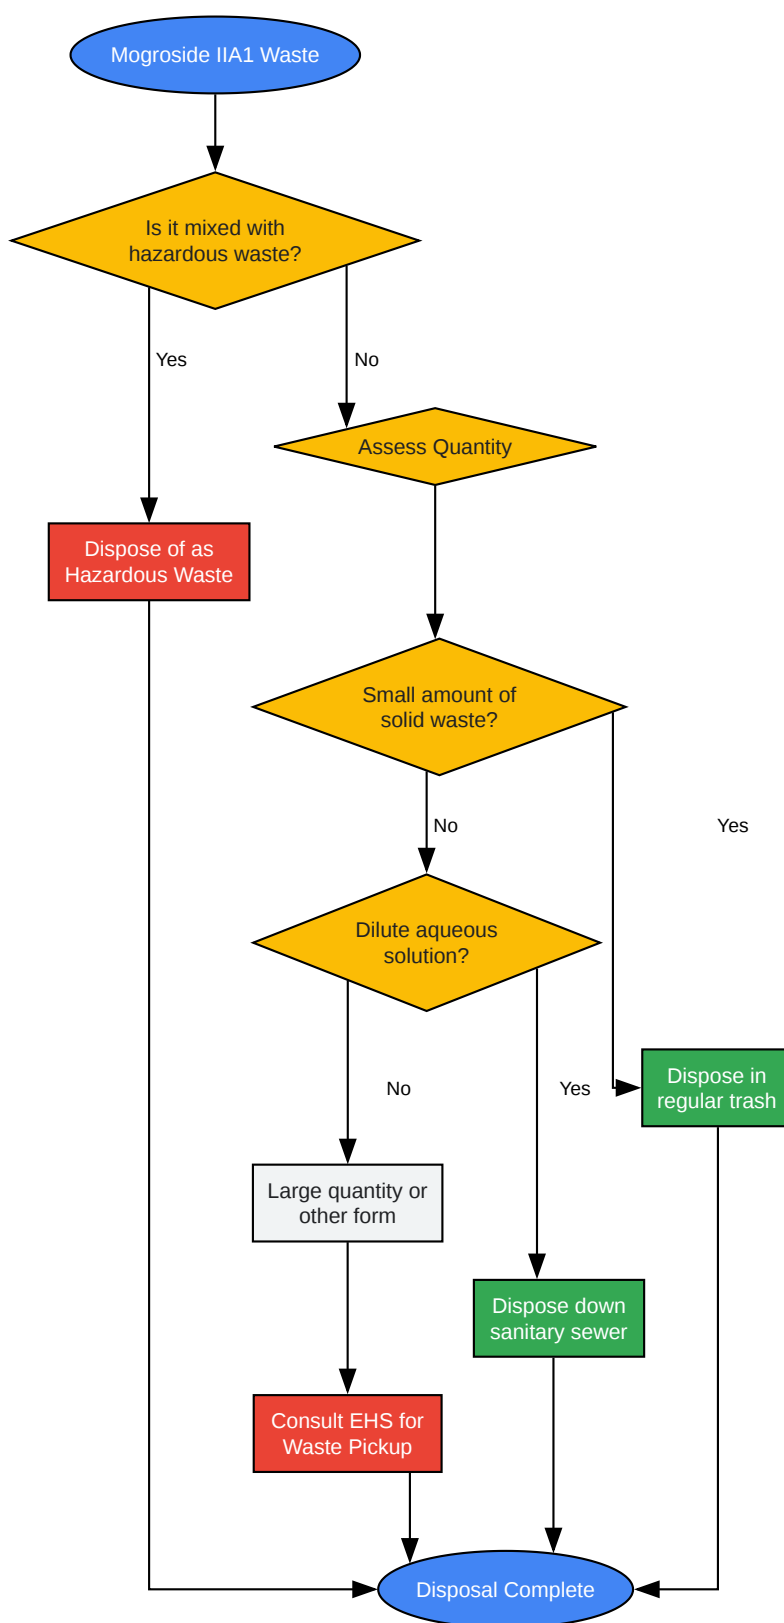 Mogroside IIA1 Waste
Is it mixed with
hazardous waste?
Yes
No
Assess Quantity
Dispose of as
Hazardous Waste
Small amount of
solid waste?
No
Yes
Dilute aqueous
solution?
No
Yes
Dispose in
regular trash
Large quantity or
other form
Dispose down
sanitary sewer
Consult EHS for
Waste Pickup
Disposal Complete